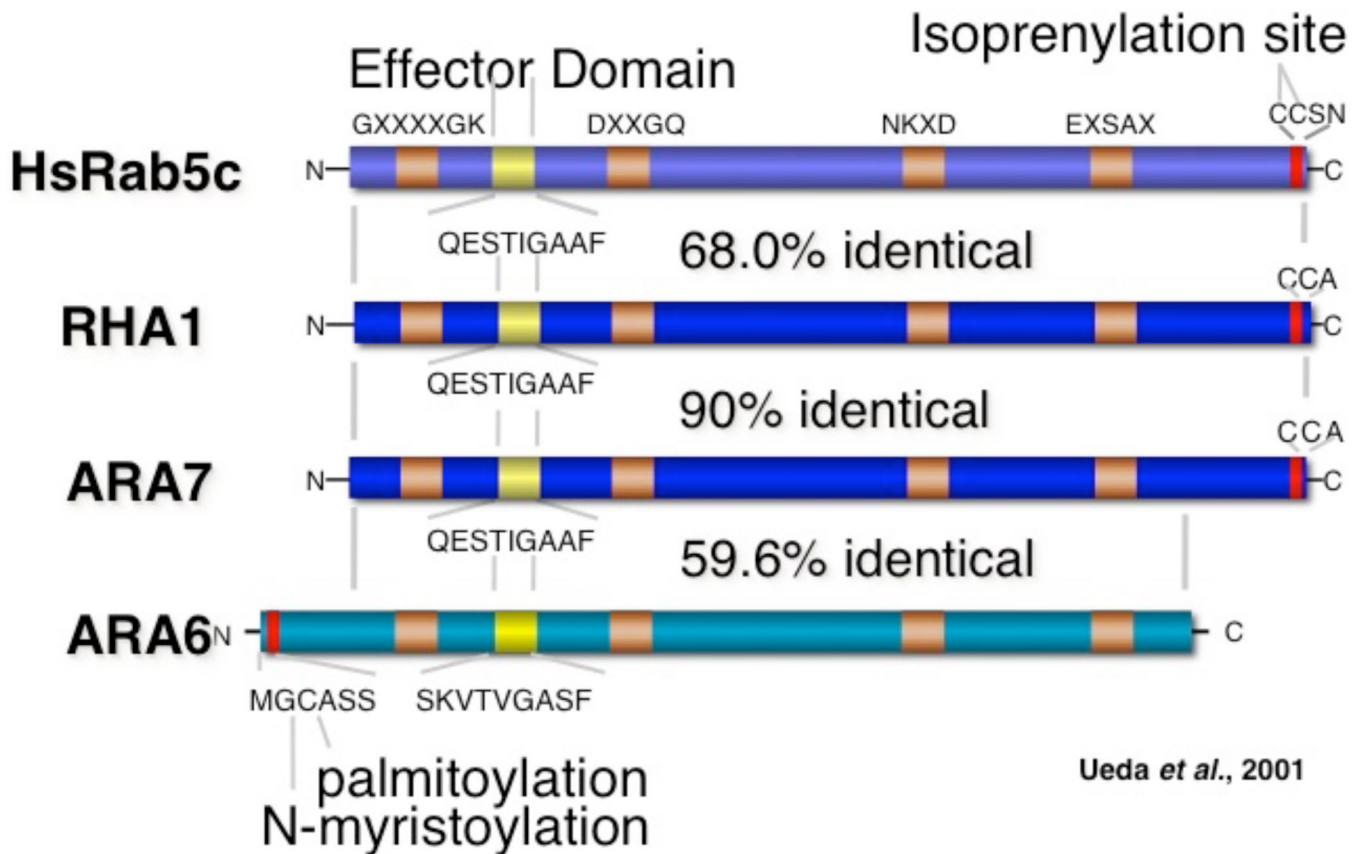 Isoprenylation site
Effector Domain
GXXXXGK DXXGQ NKXD EXSAX CCSN
HsRab5c N C
QESTIGAAF 68.0% identical
CCA
RHA1 N C
QESTIGAAF 90% identical
CCA
ARA7 N C
QESTIGAAF 59.6% identical
ARA6 N C
MGCASS SKVTVGASF
palmitoylation
N-myristoylation
Ueda et al., 2001